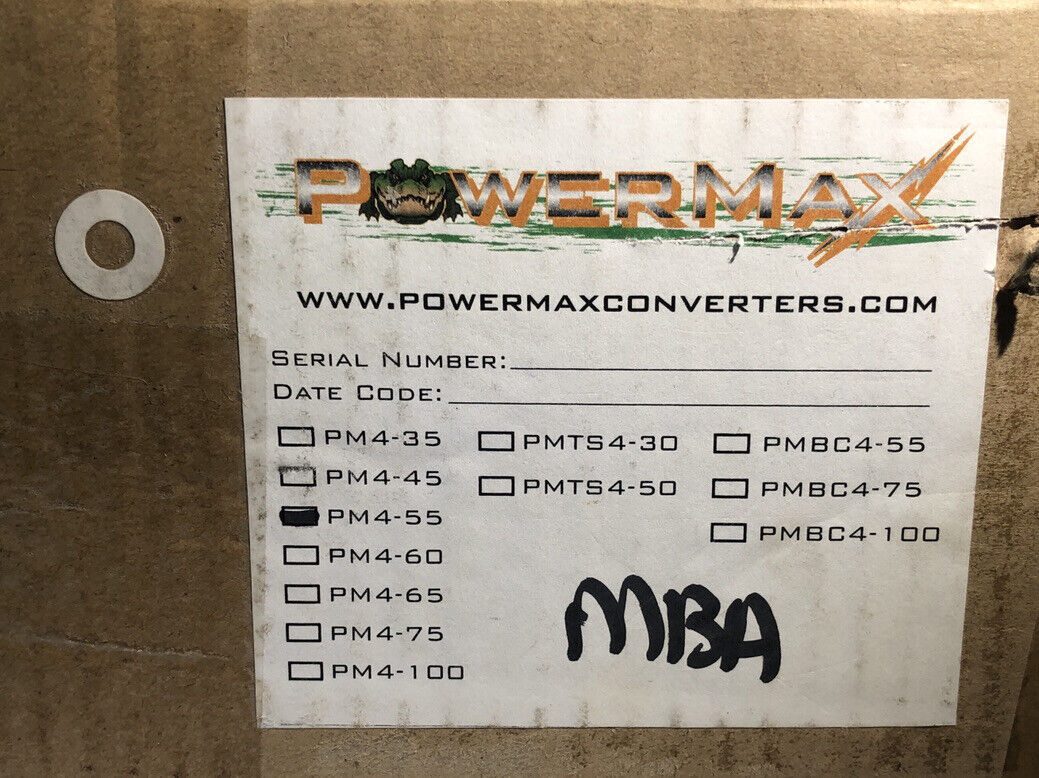 POWERMAX
WWW.POWERMAXCONVERTERS.COM
SERIAL NUMBER:
DATE CODE:
PM4-35 PMTS4-30 PMBC4-55
PM4-45 PMTS4-50 PMBC4-75
PM4-55 PMBC4-100
PM4-60
PM4-65
PM4-75
PM4-100
MBA